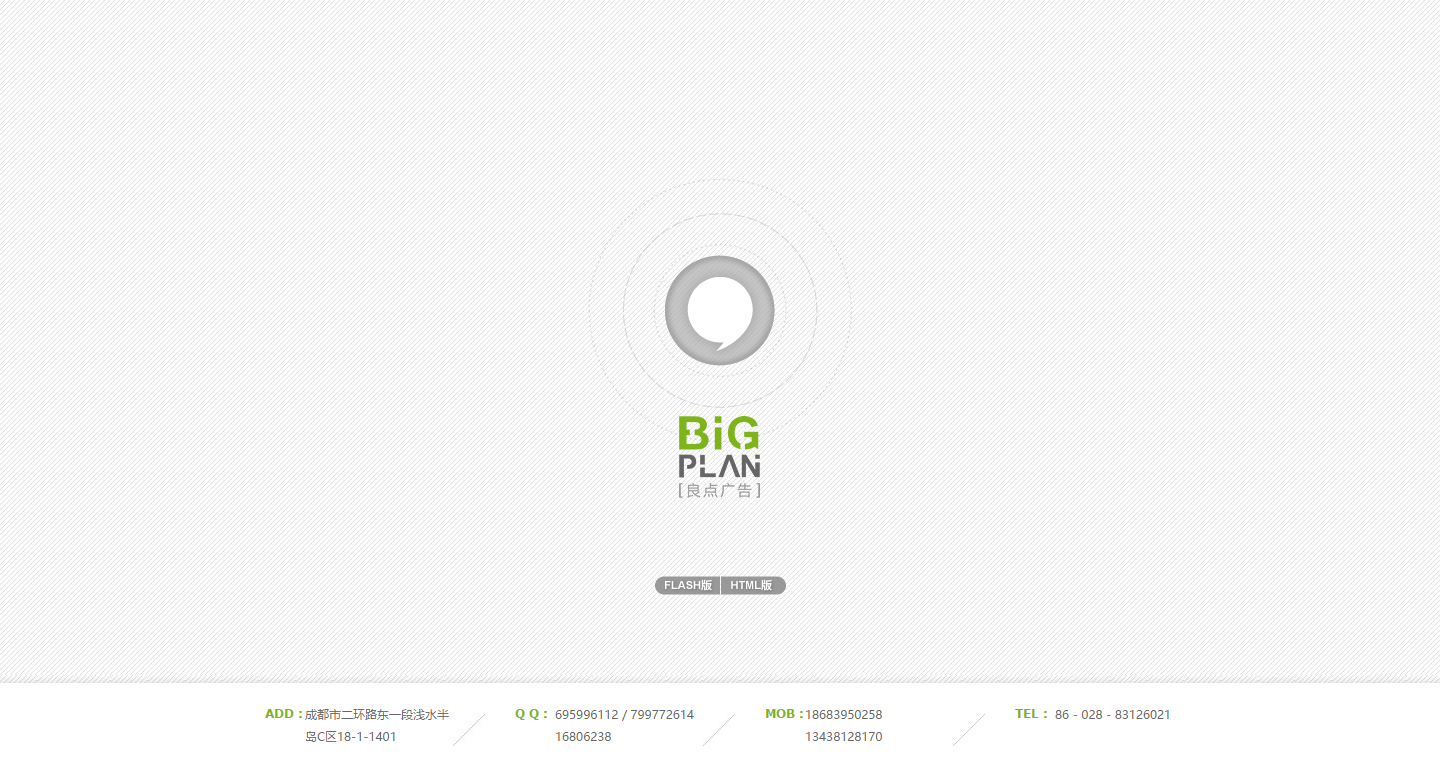 BiG
PLAN
[良点广告]
FLASH版 HTML版
ADD : 成都市二环路东一段浅水半
岛C区18-1-1401
Q Q : 695996112 / 799772614
16806238
MOB : 18683950258
13438128170
TEL : 86 - 028 - 83126021